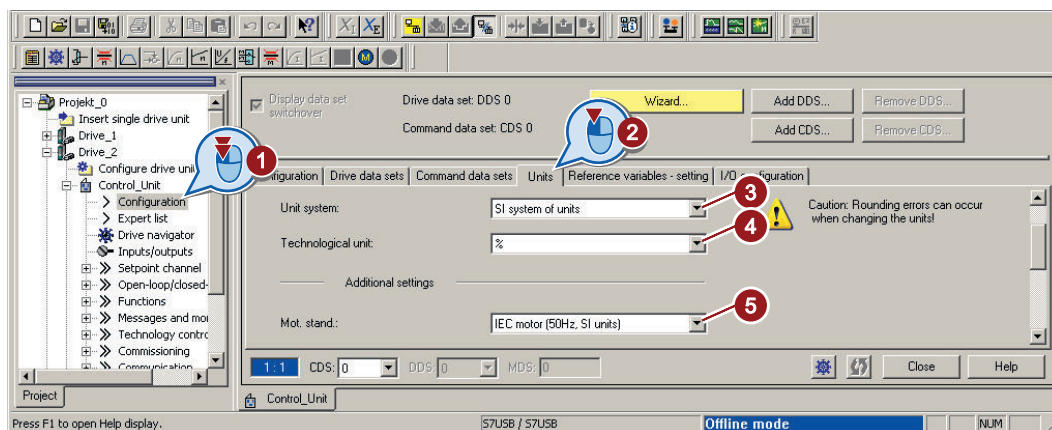 Projekt_0
Insert single drive unit
Drive_1
Drive_2
Configure drive uni
Control_Unit
Configuration
Expert list
Drive navigator
Inputs/outputs
Setpoint channel
Open-loop/closed-
Functions
Messages and mo
Technology contro
Commissioning
Communication
Project
1
Display data set
switchover
Drive data set: DDS 0
Wizard...
Add DDS...
Remove DDS...
Command data set: CDS 0
Add CDS...
Remove CDS...
2
nfiguration
Drive data sets
Command data sets
Units
Reference variables - setting
I/O configuration
Unit system:
SI system of units
3
Caution: Rounding errors can occur
when changing the units!
Technological unit:
%
4
Additional settings
Mot. stand.:
IEC motor (50Hz, SI units)
5
1:1
CDS: 0
DDS: 0
MDS: 0
Close
Help
Control_Unit
Press F1 to open Help display.
S7USB / S7USB
Offline mode
NUM